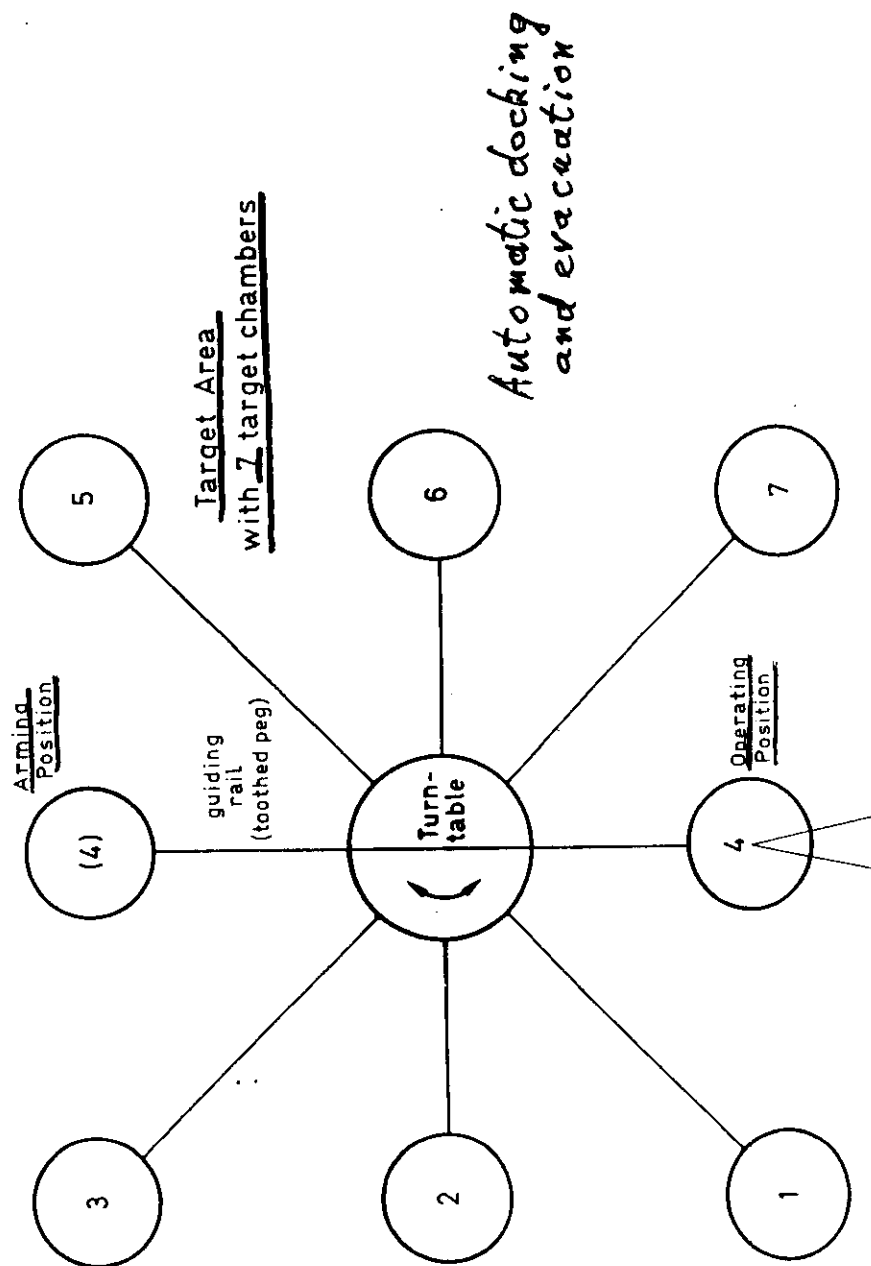 Arming
Position
(4)
3
5
guiding
rail
(toothed peg)
Target Area
with 7 target chambers
2
Turn-
table
6
Automatic docking
and evacuation
Operating
Position
1
4
7